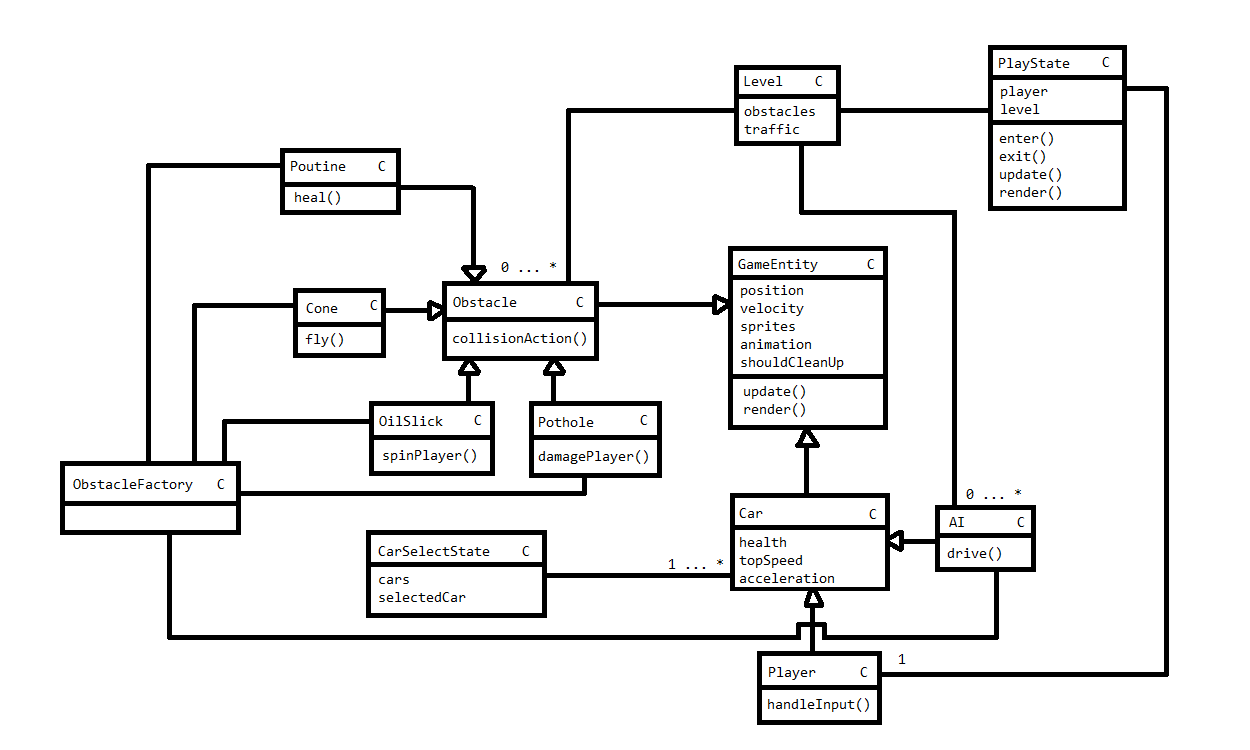 PlayState C
player
level
enter()
exit()
update()
render()
Level C
obstacles
traffic
Poutine C
heal()
0 ... *
GameEntity C
position
velocity
sprites
animation
shouldCleanUp
update()
render()
Obstacle C
collisionAction()
Cone C
fly()
OilSlick C
spinPlayer()
Pothole C
damagePlayer()
ObstacleFactory C
0 ... *
Car C
health
topSpeed
acceleration
AI C
drive()
CarSelectState C
cars
selectedCar
1 ... *
1
Player C
handleInput()